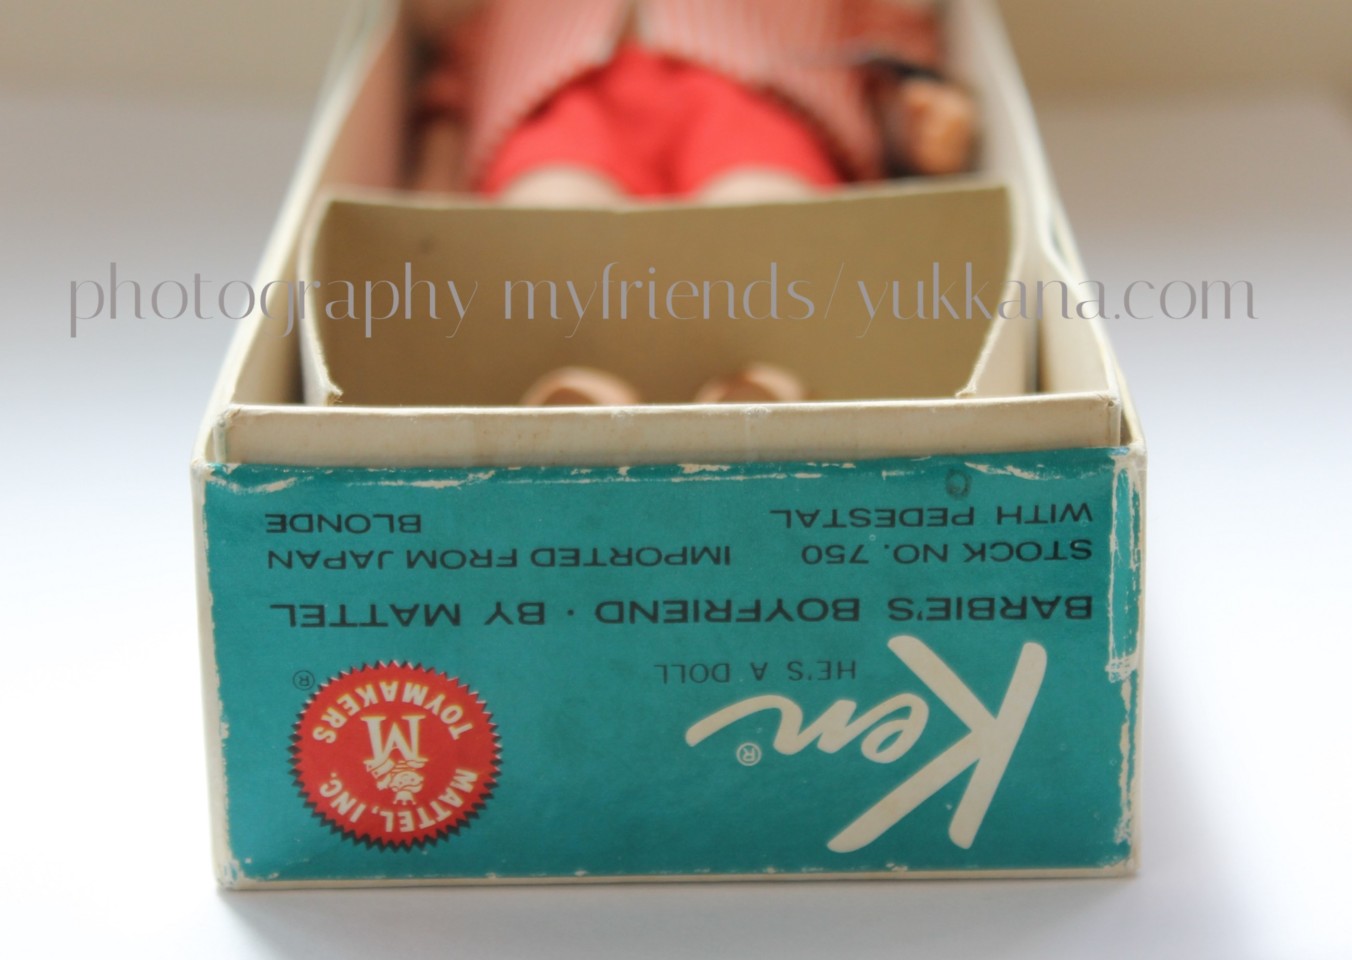 photography myfriends/yukkana.com
Ken®
HE'S A DOLL
BARBIE'S BOYFRIEND · BY MATTEL
STOCK NO. 750 IMPORTED FROM JAPAN
WITH PEDESTAL BLONDE
MATTEL, INC.
M
TOYMAKERS
®